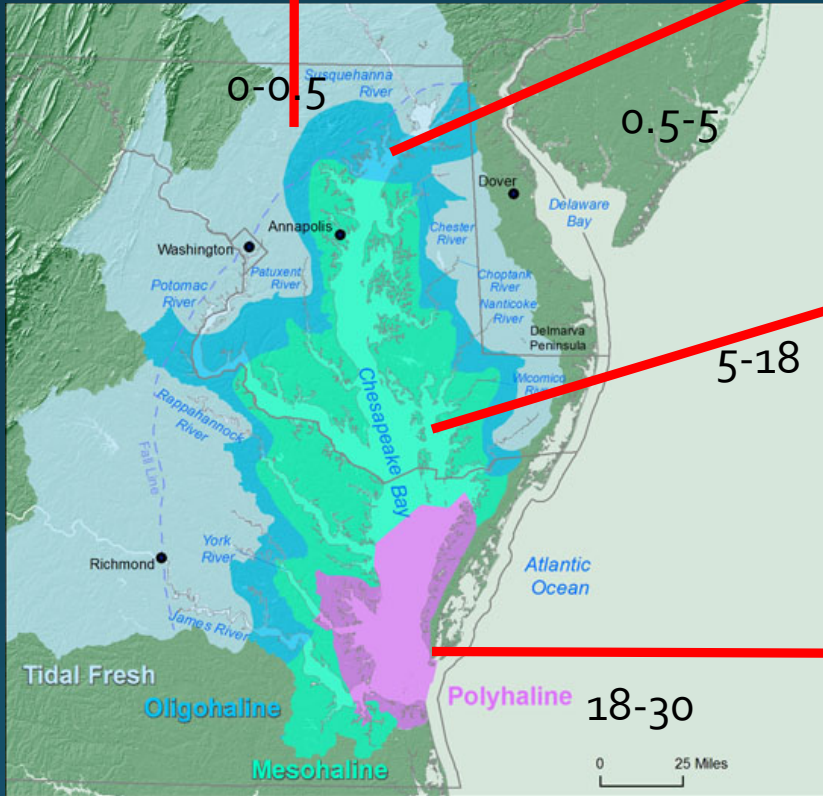 Susquehanna
River
0-0.5
0.5-5
Dover
Delaware
Bay
Annapolis
Chester
River
Washington
Patuxent
River
Potomac
River
Choptank
River
Nanticoke
River
Delmarva
Peninsula
5-18
Wicomico
River
Chesapeake Bay
Rappahannock
River
Fall Line
York
River
Richmond
Atlantic
Ocean
James River
Tidal Fresh
Oligohaline
Polyhaline
18-30
Mesohaline
0 25 Miles